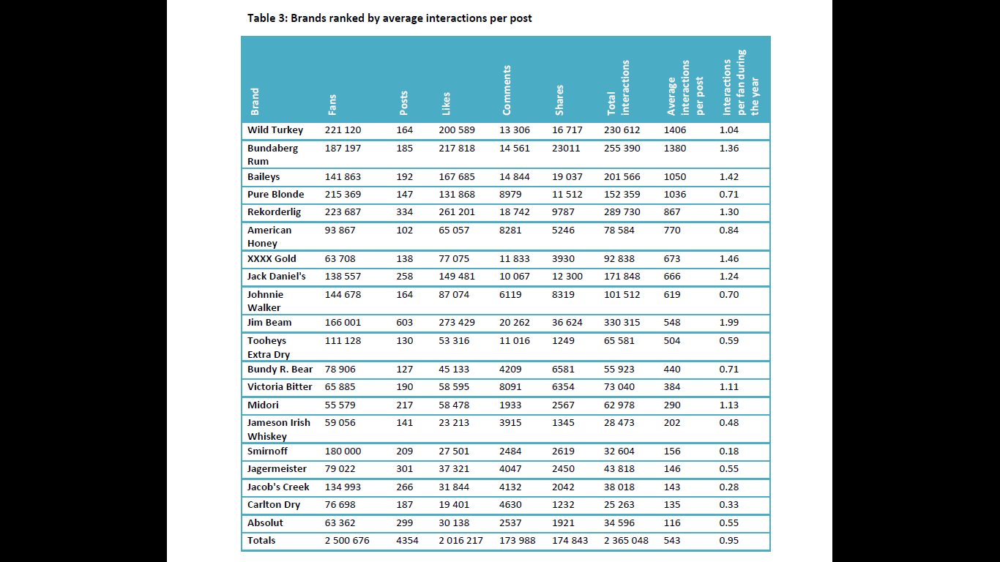 Table 3: Brands ranked by average interactions per post
Brand Fans Posts Likes Comments Shares Total interactions Average interactions per post Interactions per fan during the year
Wild Turkey 221 120 164 200 589 13 306 16 717 230 612 1406 1.04
Bundaberg Rum 187 197 185 217 818 14 561 23011 255 390 1380 1.36
Baileys 141 863 192 167 685 14 844 19 037 201 566 1050 1.42
Pure Blonde 215 369 147 131 868 8979 11 512 152 359 1036 0.71
Rekorderlig 223 687 334 261 201 18 742 9787 289 730 867 1.30
American Honey 93 867 102 65 057 8281 5246 78 584 770 0.84
XXXX Gold 63 708 138 77 075 11 833 3930 92 838 673 1.46
Jack Daniel's 138 557 258 149 481 10 067 12 300 171 848 666 1.24
Johnnie Walker 144 678 164 87 074 6119 8319 101 512 619 0.70
Jim Beam 166 001 603 273 429 20 262 36 624 330 315 548 1.99
Tooheys Extra Dry 111 128 130 53 316 11 016 1249 65 581 504 0.59
Bundy R. Bear 78 906 127 45 133 4209 6581 55 923 440 0.71
Victoria Bitter 65 885 190 58 595 8091 6354 73 040 384 1.11
Midori 55 579 217 58 478 1933 2567 62 978 290 1.13
Jameson Irish Whiskey 59 056 141 23 213 3915 1345 28 473 202 0.48
Smirnoff 180 000 209 27 501 2484 2619 32 604 156 0.18
Jagermeister 79 022 301 37 321 4047 2450 43 818 146 0.55
Jacob's Creek 134 993 266 31 844 4132 2042 38 018 143 0.28
Carlton Dry 76 698 187 19 401 4630 1232 25 263 135 0.33
Absolut 63 362 299 30 138 2537 1921 34 596 116 0.55
Totals 2 500 676 4354 2 016 217 173 988 174 843 2 365 048 543 0.95